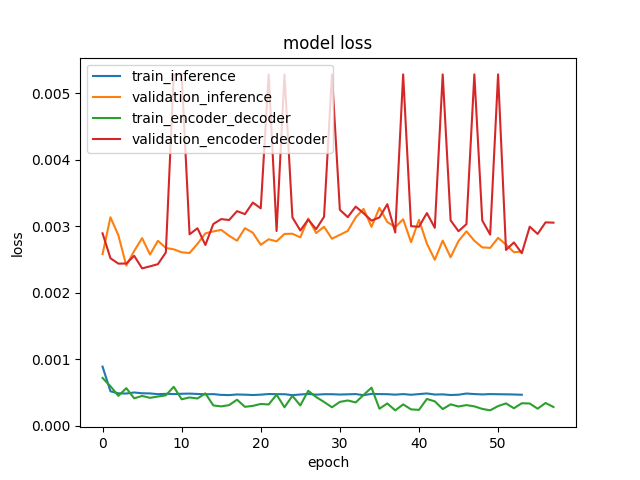 model loss
train_inference
validation_inference
train_encoder_decoder
validation_encoder_decoder
loss
0.005
0.004
0.003
0.002
0.001
0.000
0 10 20 30 40 50
epoch